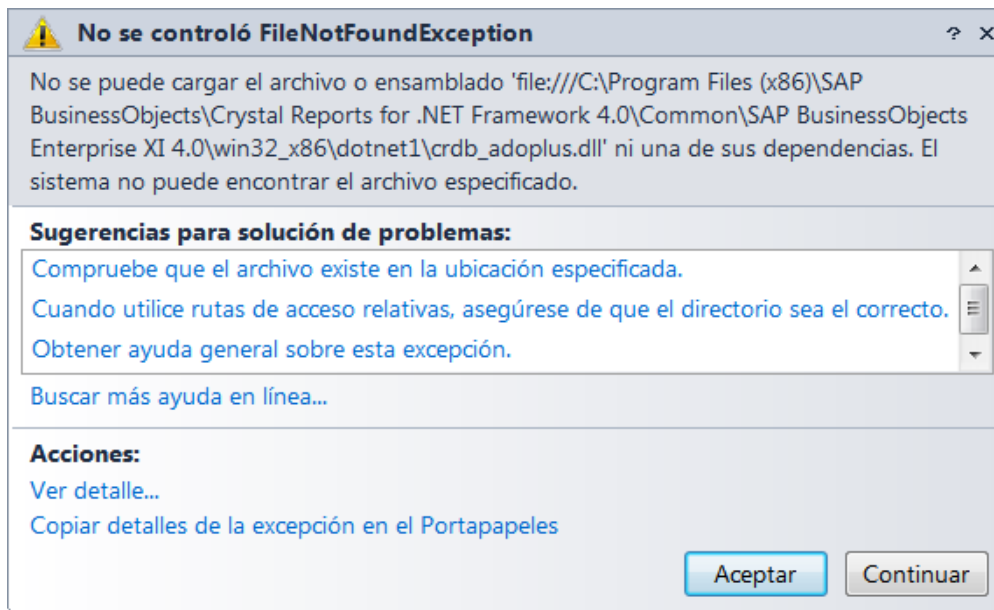 No se controló FileNotFoundException
No se puede cargar el archivo o ensamblado 'file:///C:\Program Files (x86)\SAP
BusinessObjects\Crystal Reports for .NET Framework 4.0\Common\SAP BusinessObjects
Enterprise XI 4.0\win32_x86\dotnet1\crdb_adoplus.dll' ni una de sus dependencias. El
sistema no puede encontrar el archivo especificado.
Sugerencias para solución de problemas:
Compruebe que el archivo existe en la ubicación especificada.
Cuando utilice rutas de acceso relativas, asegúrese de que el directorio sea el correcto.
Obtener ayuda general sobre esta excepción.
Buscar más ayuda en línea...
Acciones:
Ver detalle...
Copiar detalles de la excepción en el Portapapeles
Aceptar Continuar